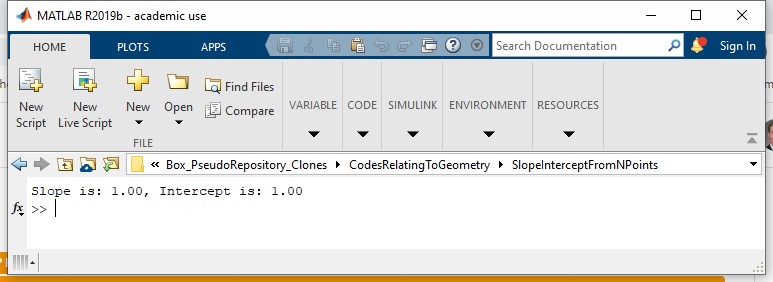 MATLAB R2019b - academic use
HOME PLOTS APPS Search Documentation Sign In
New Script New Live Script New Open Find Files Compare VARIABLE CODE SIMULINK ENVIRONMENT RESOURCES
FILE
« Box_PseudoRepository_Clones CodesRelatingToGeometry SlopeInterceptFromNPoints
Slope is: 1.00, Intercept is: 1.00
fx >>